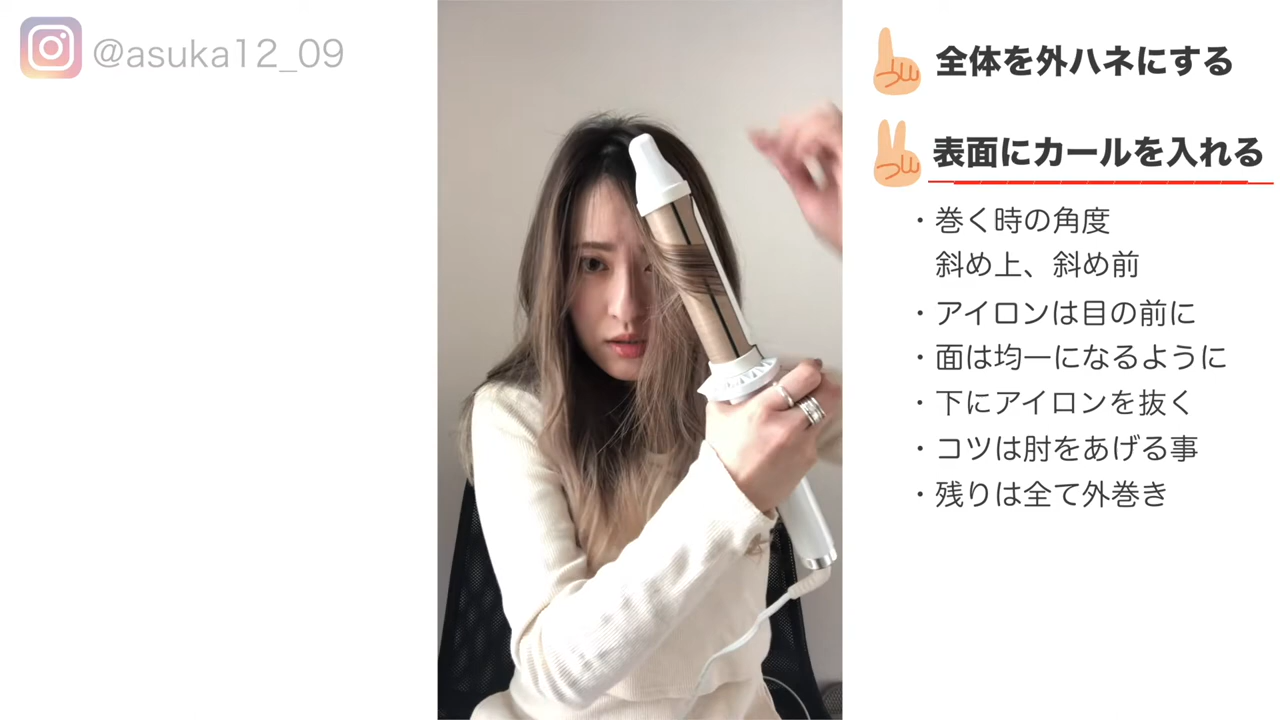 @asuka12_09
全体を外ハネにする
表面にカールを入れる
・巻く時の角度
斜め上、斜め前
・アイロンは目の前に
・面は均一になるように
・下にアイロンを抜く
・コツは肘をあげる事
・残りは全て外巻き